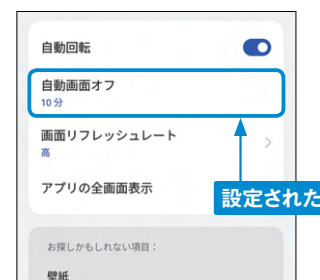 自動回転
自動画面オフ
10 分
画面リフレッシュレート
高
アプリの全画面表示
設定された
お探しかもしれない項目：
壁紙